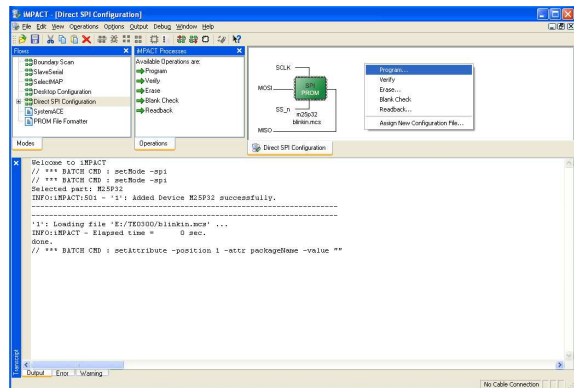 iMPACT - [Direct SPI Configuration]
File Edit View Operations Options Output Debug Window Help
Flows
Boundary Scan
SlaveSerial
SelectMAP
Desktop Configuration
Direct SPI Configuration
SystemACE
PROM File Formatter
Modes
iMPACT Processes
Available Operations are:
Program
Verify
Erase
Blank Check
Readback
Operations
SCLK
MOSI
SPI
PROM
SS_n
m25p32
blinkin.mcs
MISO
Program...
Verify
Erase...
Blank Check
Readback...
Assign New Configuration File...
Direct SPI Configuration
Welcome to iMPACT
// *** BATCH CMD : setMode -spi
// *** BATCH CMD : setMode -spi
Selected part: M25P32
INFO:iMPACT:501 - '1': Added Device M25P32 successfully.
----------------------------------------------------------------------
----------------------------------------------------------------------
'1': Loading file 'E:/TE0300/blinkin.mcs' ...
INFO:iMPACT - Elapsed time = 0 sec.
done.
// *** BATCH CMD : setAttribute -position 1 -attr packageName -value ""
Transcript
Output Error Warning
No Cable Connection